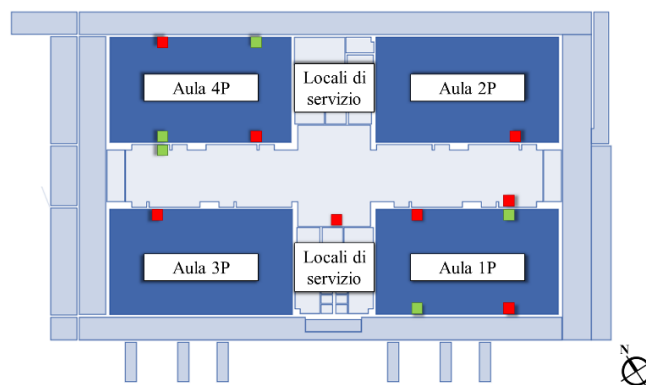 Aula 4P
Locali di
servizio
Aula 2P
Aula 3P
Locali di
servizio
Aula 1P
N